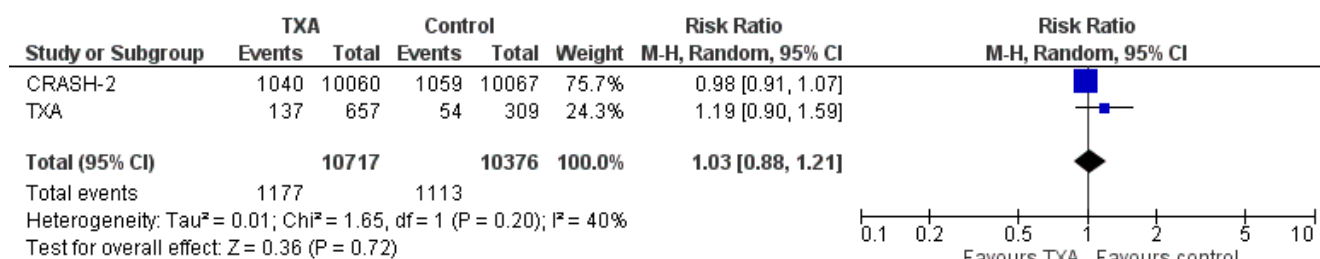 TXA Control Risk Ratio Risk Ratio
Study or Subgroup Events Total Events Total Weight M-H, Random, 95% CI M-H, Random, 95% CI
CRASH-2 1040 10060 1059 10067 75.7% 0.98 [0.91, 1.07]
TXA 137 657 54 309 24.3% 1.19 [0.90, 1.59]
Total (95% CI) 10717 10376 100.0% 1.03 [0.88, 1.21]
Total events 1177 1113
Heterogeneity: Tau² = 0.01; Chi² = 1.65, df = 1 (P = 0.20); I² = 40%
Test for overall effect: Z = 0.36 (P = 0.72)
0.1 0.2 0.5 1 2 5 10
Favours TXA Favours control